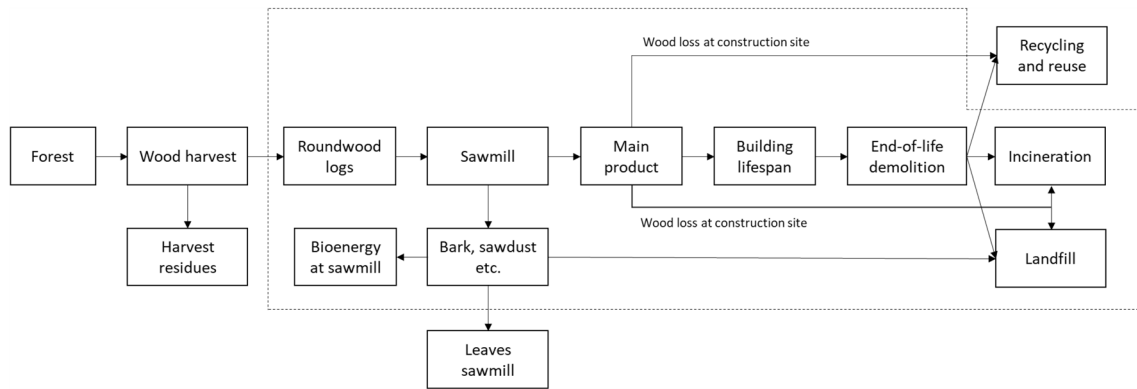 Wood loss at construction site
Recycling
and reuse
Forest
Wood harvest
Roundwood
logs
Sawmill
Main
product
Building
lifespan
End-of-life
demolition
Incineration
Wood loss at construction site
Harvest
residues
Bioenergy
at sawmill
Bark, sawdust
etc.
Landfill
Leaves
sawmill